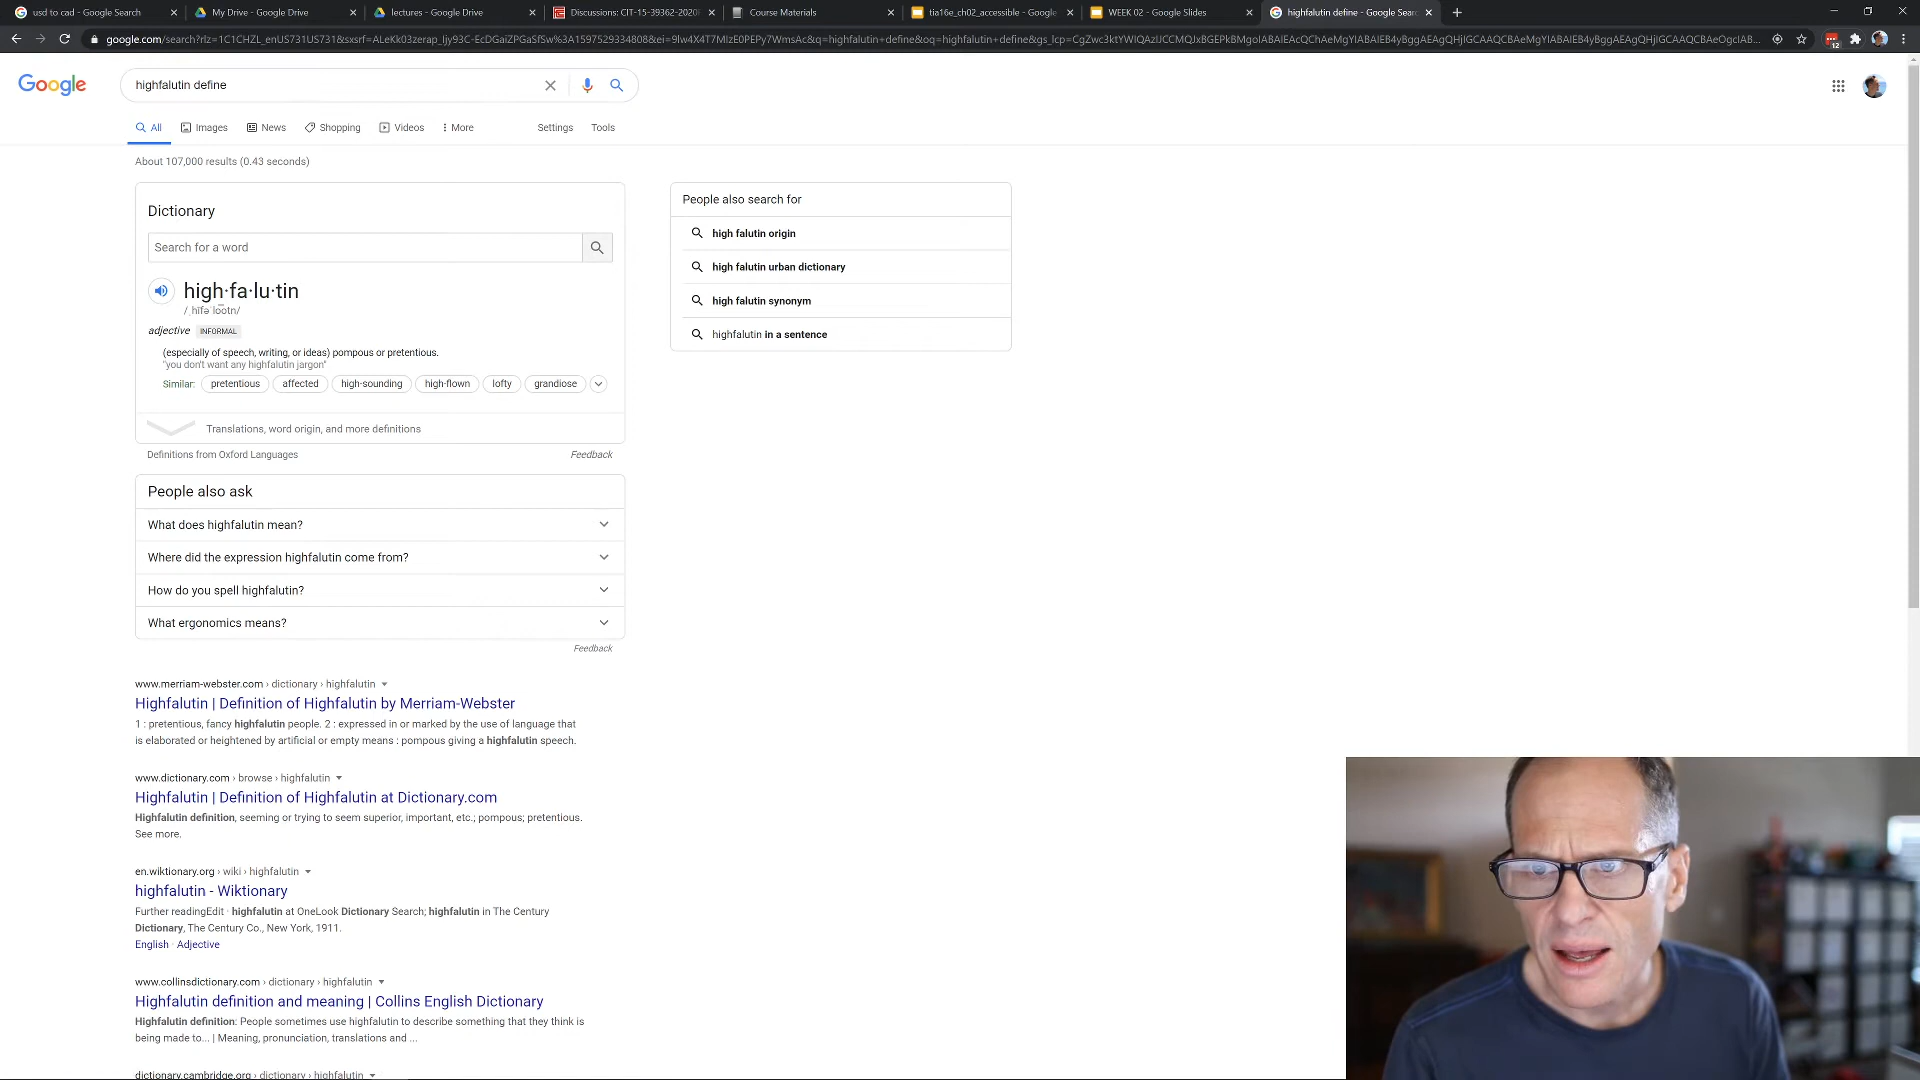 usd to cad - Google Search
My Drive - Google Drive
lectures - Google Drive
Discussions: CIT-15-39362-2020F
Course Materials
tia16e_ch02_accessible - Google
WEEK 02 - Google Slides
highfalutin define - Google Searc
Google
highfalutin define
All
Images
News
Shopping
Videos
More
Settings
Tools
About 107,000 results (0.43 seconds)
Dictionary
Search for a word
high·fa·lu·tin
adjective
INFORMAL
(especially of speech, writing, or ideas) pompous or pretentious.
"you don't want any highfalutin jargon"
Similar:
pretentious
affected
high-sounding
high-flown
lofty
grandiose
Translations, word origin, and more definitions
Definitions from Oxford Languages
Feedback
People also search for
high falutin origin
high falutin urban dictionary
high falutin synonym
highfalutin in a sentence
People also ask
What does highfalutin mean?
Where did the expression highfalutin come from?
How do you spell highfalutin?
What ergonomics means?
Feedback
www.merriam-webster.com › dictionary › highfalutin
Highfalutin | Definition of Highfalutin by Merriam-Webster
1 : pretentious, fancy highfalutin people. 2 : expressed in or marked by the use of language that
is elaborated or heightened by artificial or empty means : pompous giving a highfalutin speech.
www.dictionary.com › browse › highfalutin
Highfalutin | Definition of Highfalutin at Dictionary.com
Highfalutin definition, seeming or trying to seem superior, important, etc.; pompous; pretentious.
See more.
en.wiktionary.org › wiki › highfalutin
highfalutin - Wiktionary
Further readingEdit · highfalutin at OneLook Dictionary Search; highfalutin in The Century
Dictionary, The Century Co., New York, 1911.
English · Adjective
www.collinsdictionary.com › dictionary › highfalutin
Highfalutin definition and meaning | Collins English Dictionary
Highfalutin definition: People sometimes use highfalutin to describe something that they think is
being made to... | Meaning, pronunciation, translations and ...
dictionary.cambridge.org › dictionary › highfalutin